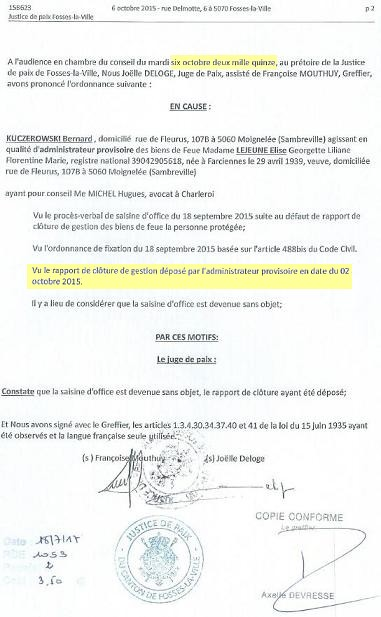 158623
6 octobre 2015 - rue Delmotte, 6 à 5070 Fosses-la-Ville
p 2
Justice de paix Fosses-la-Ville
A l'audience en chambre du conseil du mardi six octobre deux mille quinze, au prétoire de la Justice
de paix de Fosses-la-Ville, Nous Joëlle DELOGE, Juge de Paix, assisté de Françoise MOUTHUY, Greffier,
avons prononcé l'ordonnance suivante :
EN CAUSE :
KUCZEROWSKI Bernard , domicilié rue de Fleurus, 107B à 5060 Moignelée (Sambreville) agissant en
qualité d'administrateur provisoire des biens de Feue Madame LEJEUNE Elise Georgette Liliane
Florentine Marie, registre national 39042905618, née à Farciennes le 29 avril 1939, veuve, domiciliée
rue de Fleurus, 107B à 5060 Moignelée (Sambreville)
ayant pour conseil Me MICHEL Hugues, avocat à Charleroi
Vu le procès-verbal de saisine d'office du 18 septembre 2015 suite au défaut de rapport de
clôture de gestion des biens de feue la personne protégée;
Vu l'ordonnance de fixation du 18 septembre 2015 basée sur l'article 488bis du Code Civil.
Vu le rapport de clôture de gestion déposé par l'administrateur provisoire en date du 02
octobre 2015.
Il y a lieu de considérer que la saisine d'office est devenue sans objet;
PAR CES MOTIFS:
Le juge de paix :
Constate que la saisine d'office est devenue sans objet, le rapport de clôture ayant été déposé;
Et Nous avons signé avec le Greffier, les articles 1.3.4.30.34.37.40 et 41 de la loi du 15 juin 1935 ayant
été observés et la langue française seule utilisée.
(s ) Françoise Mouthuy
(s) Joëlle Deloge
COPIE CONFORME
Le greffier
Date 18/7/17
1053
2
3,50 €
JUSTICE DE PAIX
DU CANTON DE FOSSES-LA-VILLE
Axelle DEVRESSE